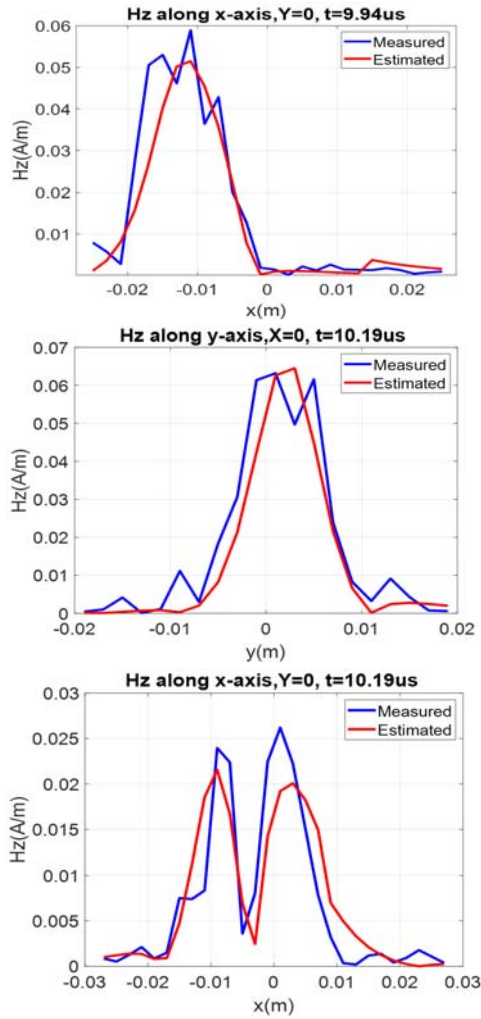 Hz along x-axis,Y=0, t=9.94us
Measured
Estimated
0.06
0.05
0.04
0.03
0.02
0.01
Hz(A/m)
-0.02 -0.01 0 0.01 0.02
x(m)
Hz along y-axis,X=0, t=10.19us
Measured
Estimated
0.07
0.06
0.05
0.04
0.03
0.02
0.01
0
Hz(A/m)
-0.02 -0.01 0 0.01 0.02
y(m)
Hz along x-axis,Y=0, t=10.19us
Measured
Estimated
0.03
0.025
0.02
0.015
0.01
0.005
0
Hz(A/m)
-0.03 -0.02 -0.01 0 0.01 0.02 0.03
x(m)